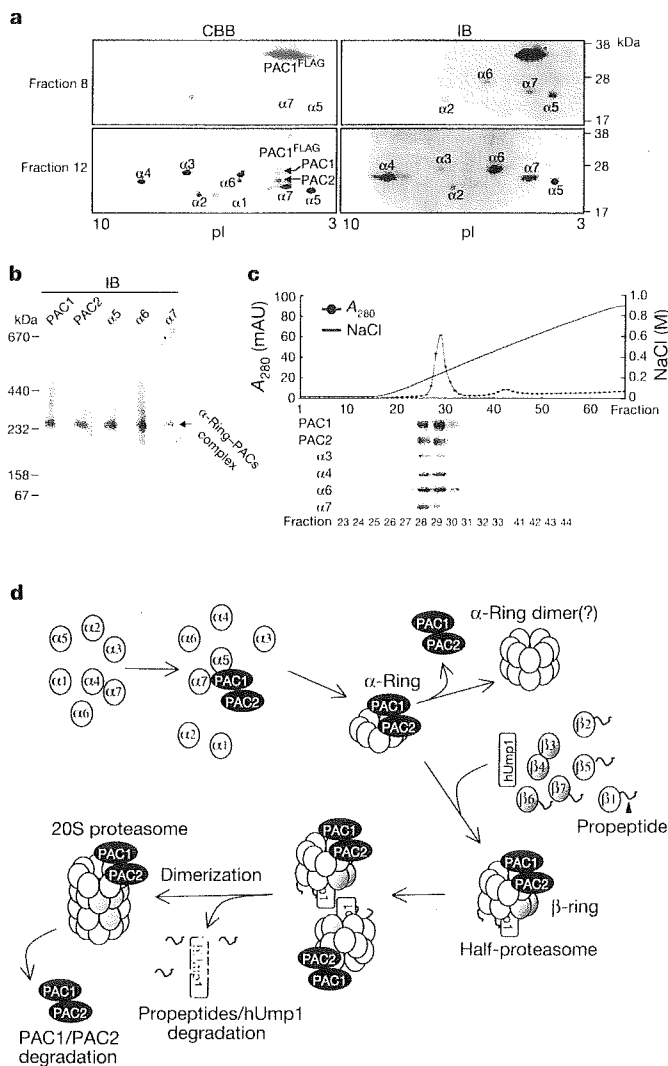 a
CBB
IB
Fraction 8
PAC1FLAG
α7
α5
α6
α7
α2
α5
38 kDa
28
17
Fraction 12
α4
α3
α6
α2
α1
PAC1FLAG
PAC1
PAC2
α7
α5
α4
α3
α6
α7
α2
α5
38
28
17
10
pI
3
10
pI
3
b
IB
PAC1
PAC2
α5
α6
α7
kDa
670
440
232
158
67
α-Ring–PACs complex
c
A280 (mAU)
100
80
60
40
20
0
A280
NaCl
1.0
0.8
0.6
0.4
0.2
0
NaCl (M)
1 10 20 30 40 50 60 Fraction
PAC1
PAC2
α3
α4
α6
α7
Fraction 23 24 25 26 27 28 29 30 31 32 33 41 42 43 44
d
α5
α2
α3
α1
α4
α7
α6
α4
α6
α3
α5
α7
PAC1
PAC2
α2
α1
PAC1
PAC2
α-Ring
PAC1
PAC2
α-Ring dimer(?)
hUmp1
β2
β3
β4
β5
β6
β7
β1
Propeptide
PAC1
PAC2
β-ring
Half-proteasome
PAC1
PAC2
PAC2
PAC1
Dimerization
Propeptides/hUmp1
degradation
20S proteasome
PAC1
PAC2
PAC1
PAC2
PAC1/PAC2
degradation